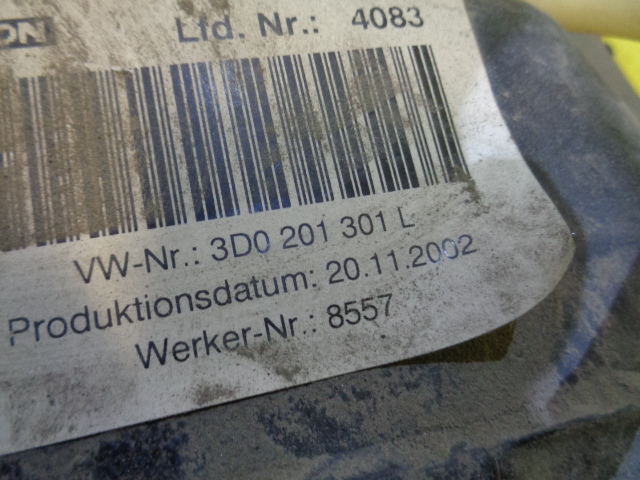 Lfd. Nr.: 4083
VW-Nr.: 3D0 201 301 L
Produktionsdatum: 20.11.2002
Werker-Nr.: 8557